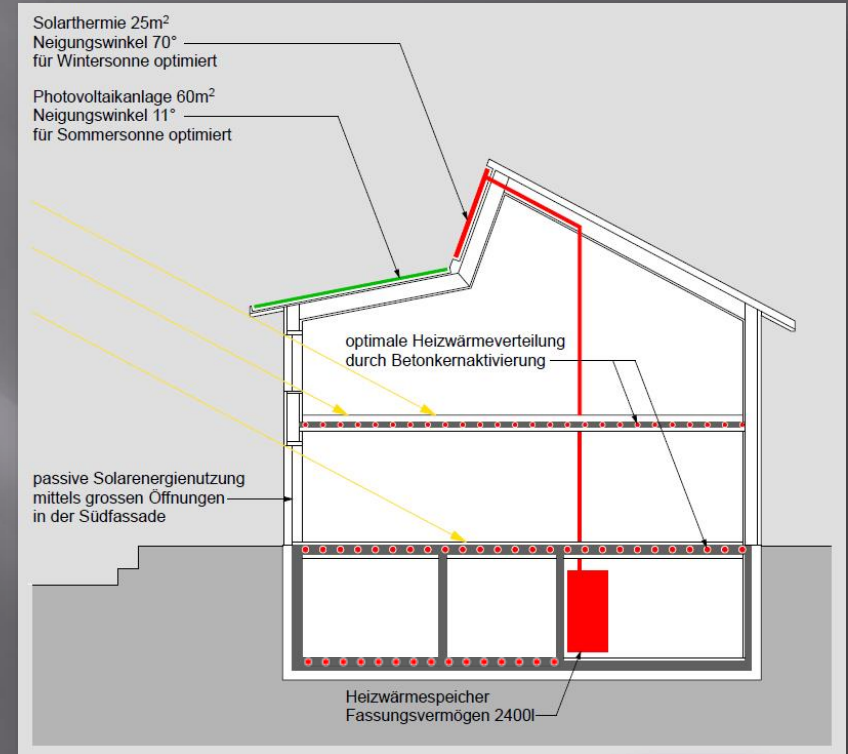 Solarthermie 25m²
Neigungswinkel 70°
für Wintersonne optimiert
Photovoltaikanlage 60m²
Neigungswinkel 11°
für Sommersonne optimiert
optimale Heizwärmeverteilung
durch Betonkernaktivierung
passive Solarenergienutzung
mittels grossen Öffnungen
in der Südfassade
Heizwärmespeicher
Fassungsvermögen 2400l